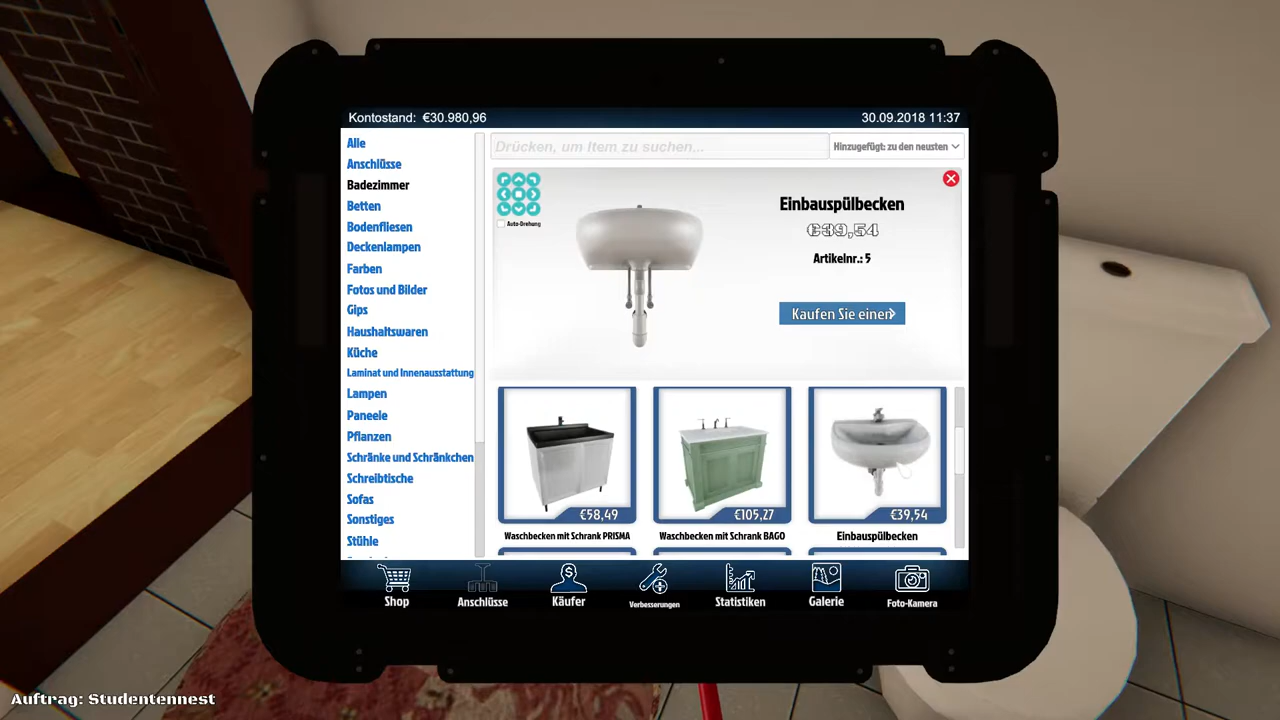 Kontostand: €30.980,96
30.09.2018 11:37
Alle
Anschlüsse
Badezimmer
Betten
Bodenfliesen
Deckenlampen
Farben
Fotos und Bilder
Gips
Haushaltswaren
Küche
Laminat und Innenausstattung
Lampen
Paneele
Pflanzen
Schränke und Schränkchen
Schreibtische
Sofas
Sonstiges
Stühle
Drücken, um Item zu suchen...
Hinzugefügt: zu den neusten
Auto-Drehung
Einbauspülbecken
€39,54
Artikelnr.: 5
Kaufen Sie einen
€58,49
€105,27
€39,54
Waschbecken mit Schrank PRISMA
Waschbecken mit Schrank BAGO
Einbauspülbecken
Shop
Anschlüsse
Käufer
Verbesserungen
Statistiken
Galerie
Foto-Kamera
Auftrag: Studentennest